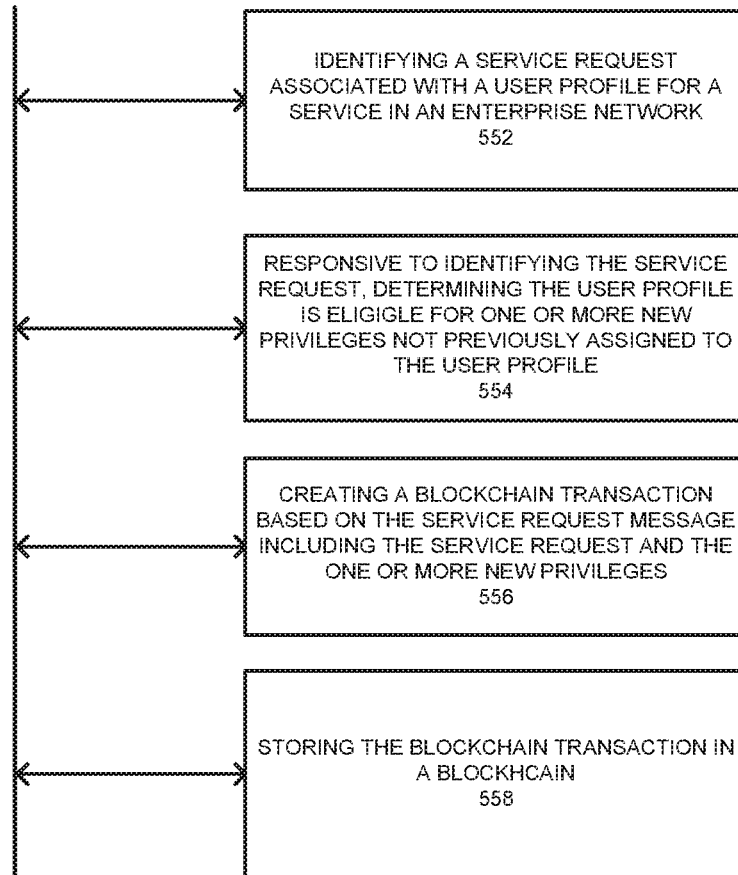 IDENTIFYING A SERVICE REQUEST
ASSOCIATED WITH A USER PROFILE FOR A
SERVICE IN AN ENTERPRISE NETWORK
552
RESPONSIVE TO IDENTIFYING THE SERVICE
REQUEST, DETERMINING THE USER PROFILE
IS ELIGIGLE FOR ONE OR MORE NEW
PRIVILEGES NOT PREVIOUSLY ASSIGNED TO
THE USER PROFILE
554
CREATING A BLOCKCHAIN TRANSACTION
BASED ON THE SERVICE REQUEST MESSAGE
INCLUDING THE SERVICE REQUEST AND THE
ONE OR MORE NEW PRIVILEGES
556
STORING THE BLOCKCHAIN TRANSACTION IN
A BLOCKHCAIN
558